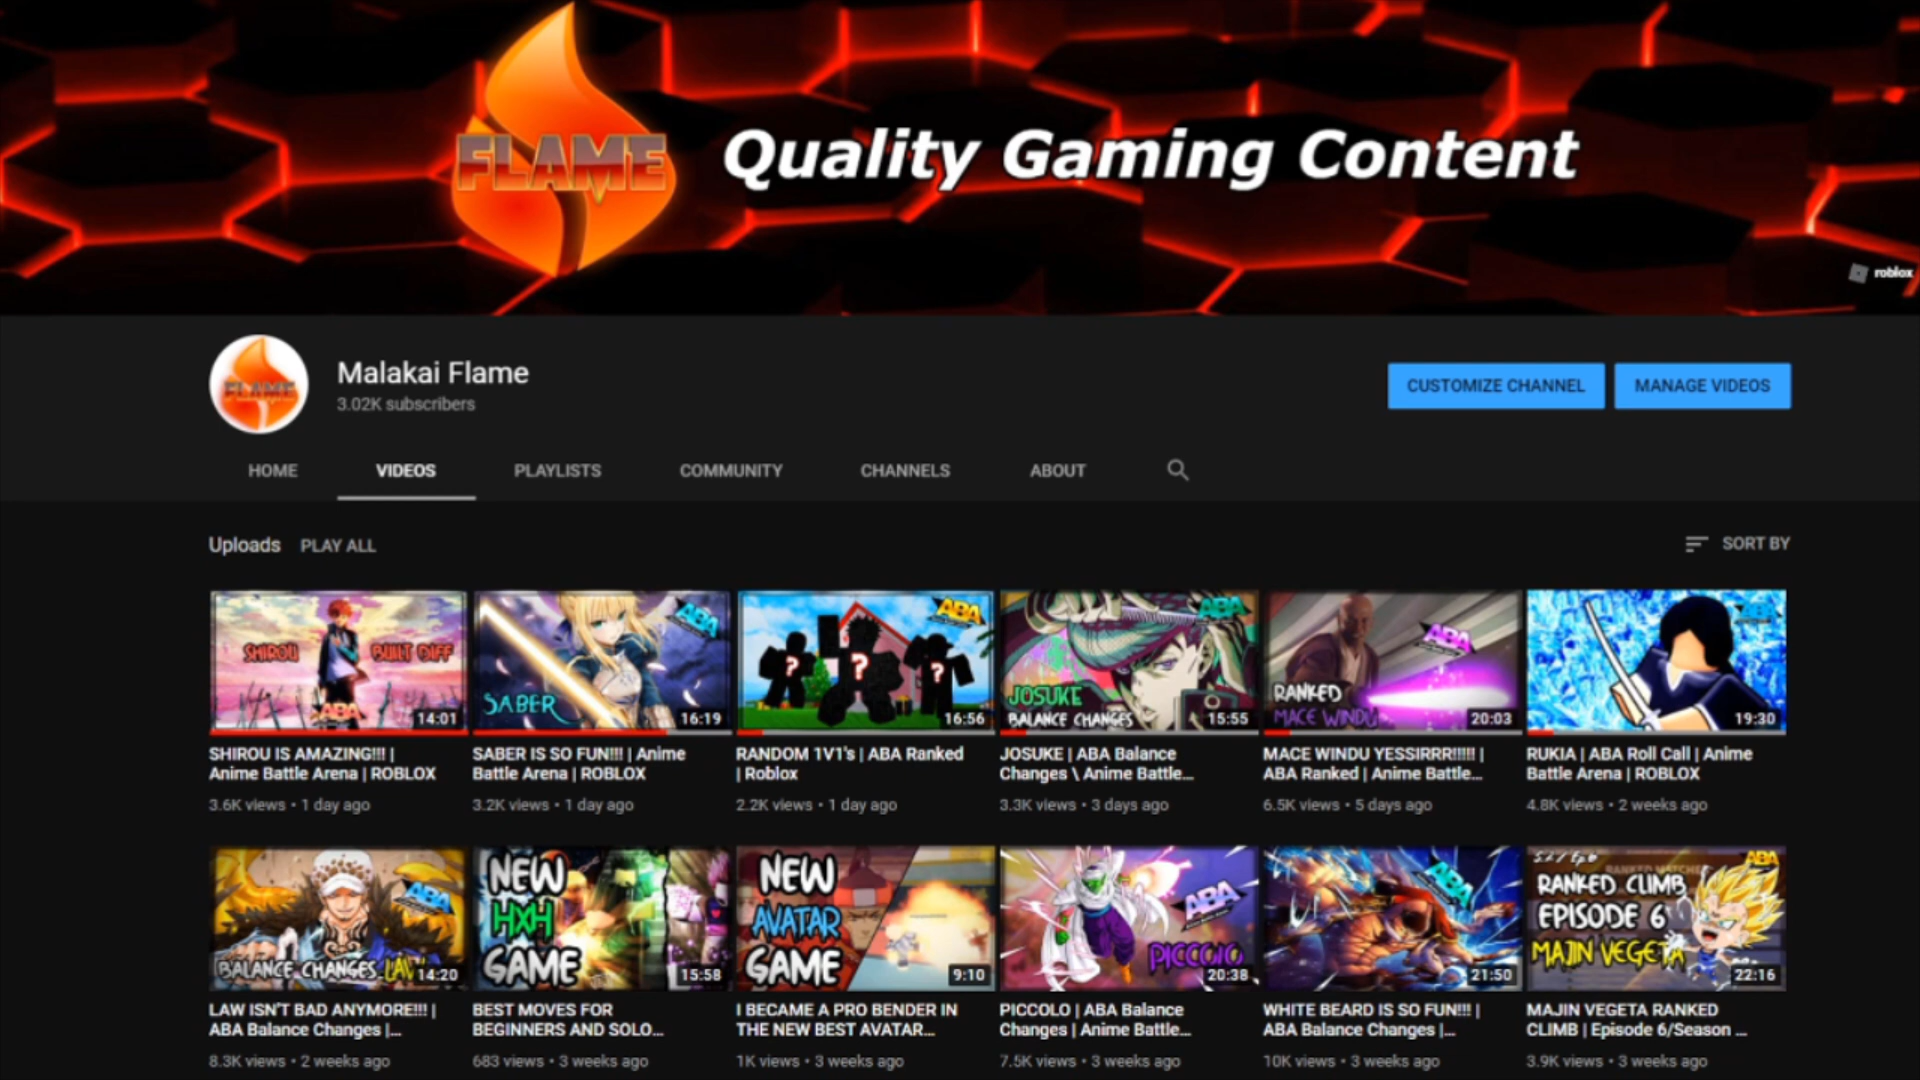 FLAME
Quality Gaming Content
roblox
FLAME
Malakai Flame
3.02K subscribers
CUSTOMIZE CHANNEL
MANAGE VIDEOS
HOME
VIDEOS
PLAYLISTS
COMMUNITY
CHANNELS
ABOUT
Uploads
PLAY ALL
SORT BY
SHIROU BUILT DIFF
ABA
14:01
SABER
ABA
16:19
ABA
? ? ?
16:56
ABA
JOSUKE
BALANCE CHANGES
15:55
ABA
RANKED
MACE WINDU
20:03
ABA
19:30
SHIROU IS AMAZING!!! |
Anime Battle Arena | ROBLOX
3.6K views • 1 day ago
SABER IS SO FUN!!! | Anime
Battle Arena | ROBLOX
3.2K views • 1 day ago
RANDOM 1V1's | ABA Ranked
| Roblox
2.2K views • 1 day ago
JOSUKE | ABA Balance
Changes \ Anime Battle...
3.3K views • 3 days ago
MACE WINDU YESSIRRR!!!!! |
ABA Ranked | Anime Battle...
6.5K views • 5 days ago
RUKIA | ABA Roll Call | Anime
Battle Arena | ROBLOX
4.8K views • 2 weeks ago
ABA
BALANCE CHANGES LAW
14:20
NEW
HXH
GAME
15:58
NEW
AVATAR
GAME
9:10
ABA
PICCOLO
20:38
ABA
21:50
ABA
RANKED CLIMB
EPISODE 6
MAJIN VEGETA
22:16
LAW ISN'T BAD ANYMORE!!! |
ABA Balance Changes |...
8.3K views • 2 weeks ago
BEST MOVES FOR
BEGINNERS AND SOLO...
683 views • 3 weeks ago
I BECAME A PRO BENDER IN
THE NEW BEST AVATAR...
1K views • 3 weeks ago
PICCOLO | ABA Balance
Changes | Anime Battle...
7.5K views • 3 weeks ago
WHITE BEARD IS SO FUN!!! |
ABA Balance Changes |...
10K views • 3 weeks ago
MAJIN VEGETA RANKED
CLIMB | Episode 6/Season ...
3.9K views • 3 weeks ago